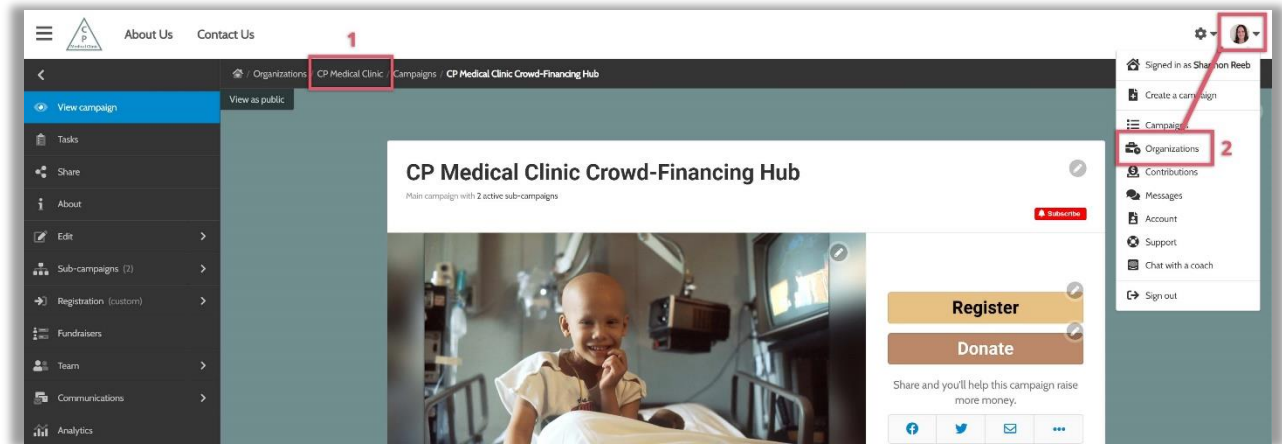 C
P
Medical Clinic
About Us
Contact Us
1
/ Organizations / CP Medical Clinic / Campaigns / CP Medical Clinic Crowd-Financing Hub
View as public
View campaign
Tasks
Share
About
Edit
Sub-campaigns (2)
Registration (custom)
Fundraisers
Team
Communications
Analytics
CP Medical Clinic Crowd-Financing Hub
Main campaign with 2 active sub-campaigns
Subscribe
Register
Donate
Share and you'll help this campaign raise
more money.
Signed in as Shannon Reeb
Create a campaign
Campaigns
Organizations
2
Contributions
Messages
Account
Support
Chat with a coach
Sign out